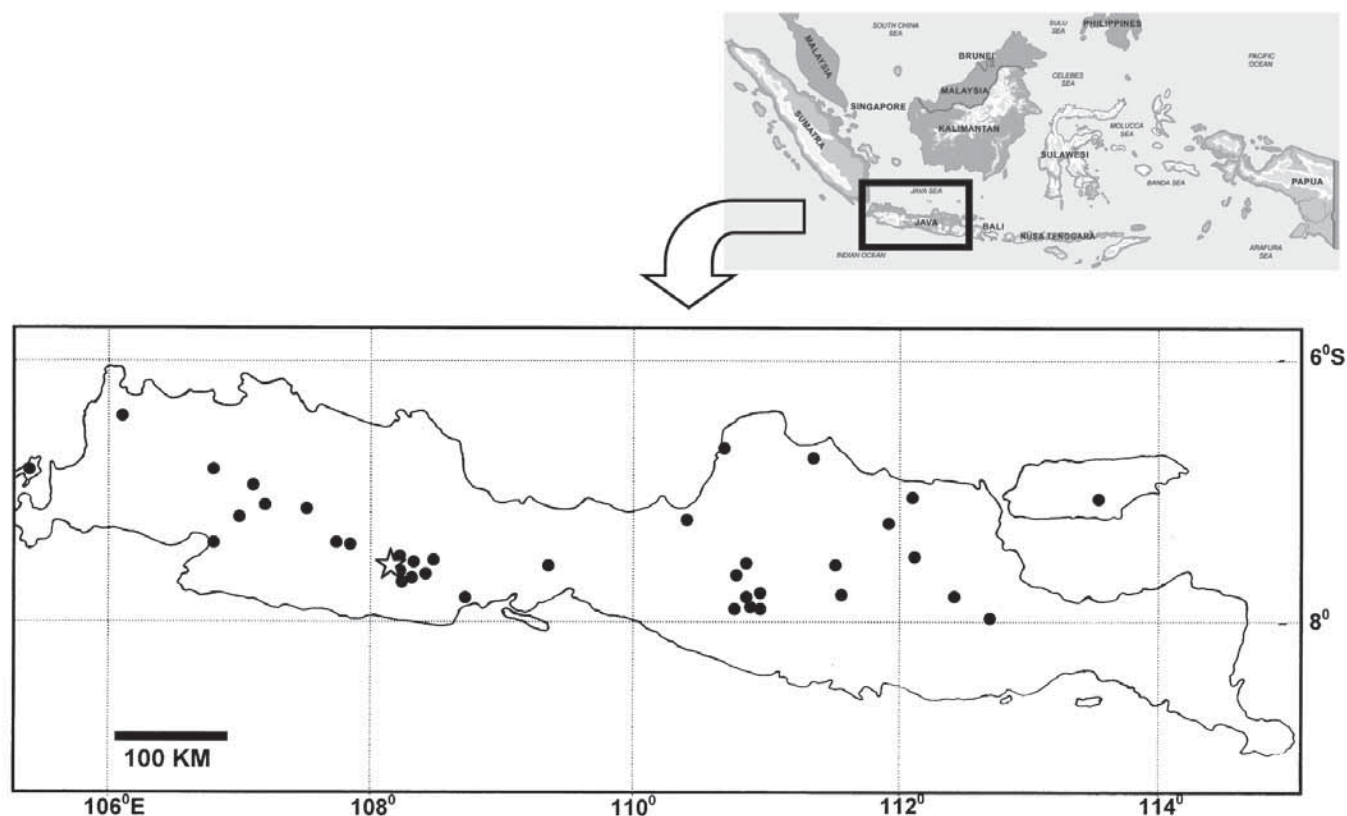 SOUTH CHINA
SEA
SULU
SEA
PHILIPPINES
MALAYSIA
BRUNEI
PACIFIC
OCEAN
CELEBES
SEA
MALAYSIA
SINGAPORE
SUMATRA
KALIMANTAN
MOLUCCA
SEA
SULAWESI
BANDA SEA
PAPUA
JAVA SEA
JAVA
BALI
NUSA TENGGARA
INDIAN OCEAN
ARAFURA
SEA
6⁰S
8⁰
100 KM
106⁰E
108⁰
110⁰
112⁰
114⁰